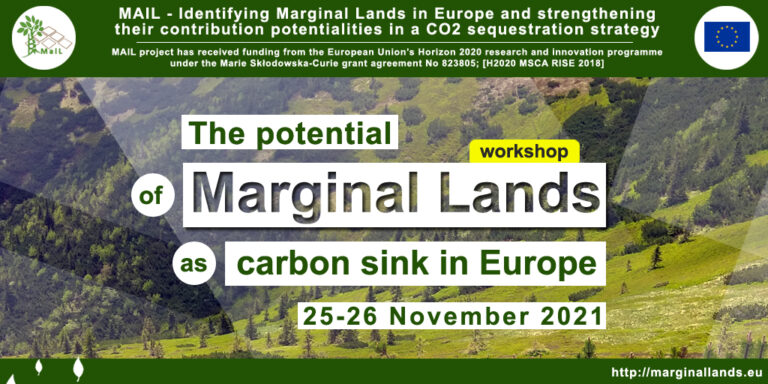 MAIL - Identifying Marginal Lands in Europe and strengthening
their contribution potentialities in a CO2 sequestration strategy
MAIL project has received funding from the European Union's Horizon 2020 research and innovation programme
under the Marie Skłodowska-Curie grant agreement No 823805; [H2020 MSCA RISE 2018]
MaIL
The potential
workshop
of Marginal Lands
as carbon sink in Europe
25-26 November 2021
http://marginallands.eu